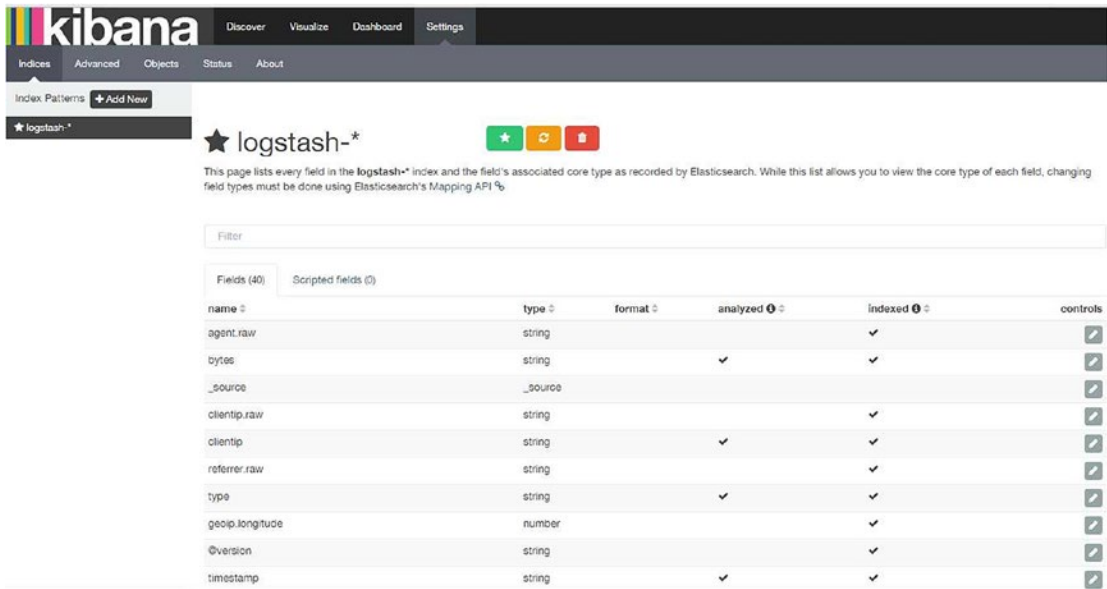 kibana Discover Visualize Dashboard Settings
Indices Advanced Objects Status About
Index Patterns + Add New
logstash-*
logstash-*
This page lists every field in the logstash-* index and the field's associated core type as recorded by Elasticsearch. While this list allows you to view the core type of each field, changing
field types must be done using Elasticsearch's Mapping API
Filter
Fields (40) Scripted fields (0)
name type format analyzed indexed controls
agent.raw string
bytes string
_source _source
clientip.raw string
clientip string
referrer.raw string
type string
geoip.longitude number
@version string
timestamp string